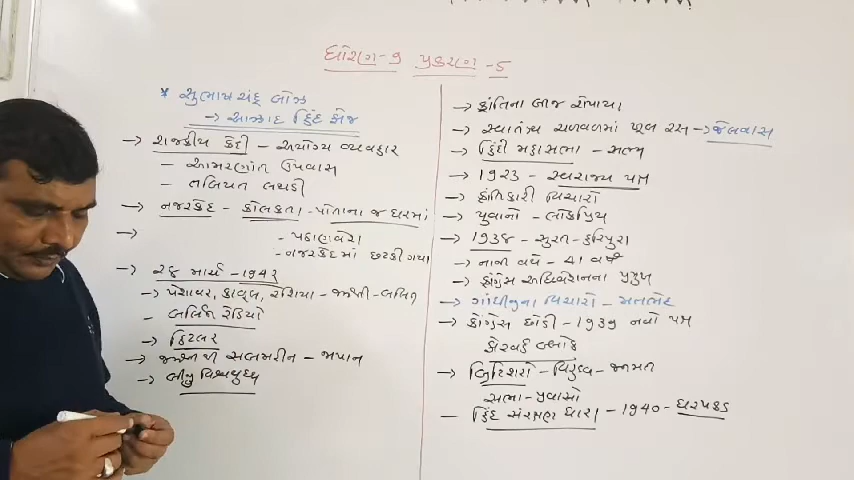 ધોરણ-9 પ્રકરણ-5
* સુભાષચંદ્ર બોઝ
→ આઝાદ હિંદ ફોજ
→ રાજકીય કેદી - અયોગ્ય વ્યવહાર
- આમરણાંત ઉપવાસ
- તબિયત લથડી
→ નજરકેદ - કોલકતા - પોતાના જ ઘરમાં
→ - પઠાણવેશે
- નજરકેદમાં છટકી ગયા
→ 28 માર્ચ - 1942
→ પેશાવર, કાબુલ, રશિયા - જર્મની - બર્લિન
- બર્લિન રેડિયો
→ હિટલર
→ જર્મનીથી સબમરીન - જાપાન
→ બીજુ વિશ્વયુધ્ધ
→ ક્રાંતિના બીજ રોપાયા
→ સ્વાતંત્ર્ય ચળવળમાં ખૂબ રસ → જેલવાસ
→ હિંદી મહાસભા - સભ્ય
→ 1923 - સ્વરાજ્ય પક્ષ
→ ક્રાંતિકારી વિચારો
→ યુવાનો - લોકપ્રિય
→ 1938 - સુરત - હરિપુરા
→ નાની વયે - 41 વર્ષ
→ કોંગ્રેસ અધિવેશનના પ્રમુખ
→ ગાંધીજીના વિચારો - મતભેદ
→ કોંગ્રેસ છોડી - 1939 નવો પક્ષ
ફોરવર્ડ બ્લોક
→ બ્રિટિશરો - વિરુધ્ધ - જનમત
સભા - પ્રવાસો
- હિંદ સંરક્ષણ ધારા - 1940 - ધરપકડ